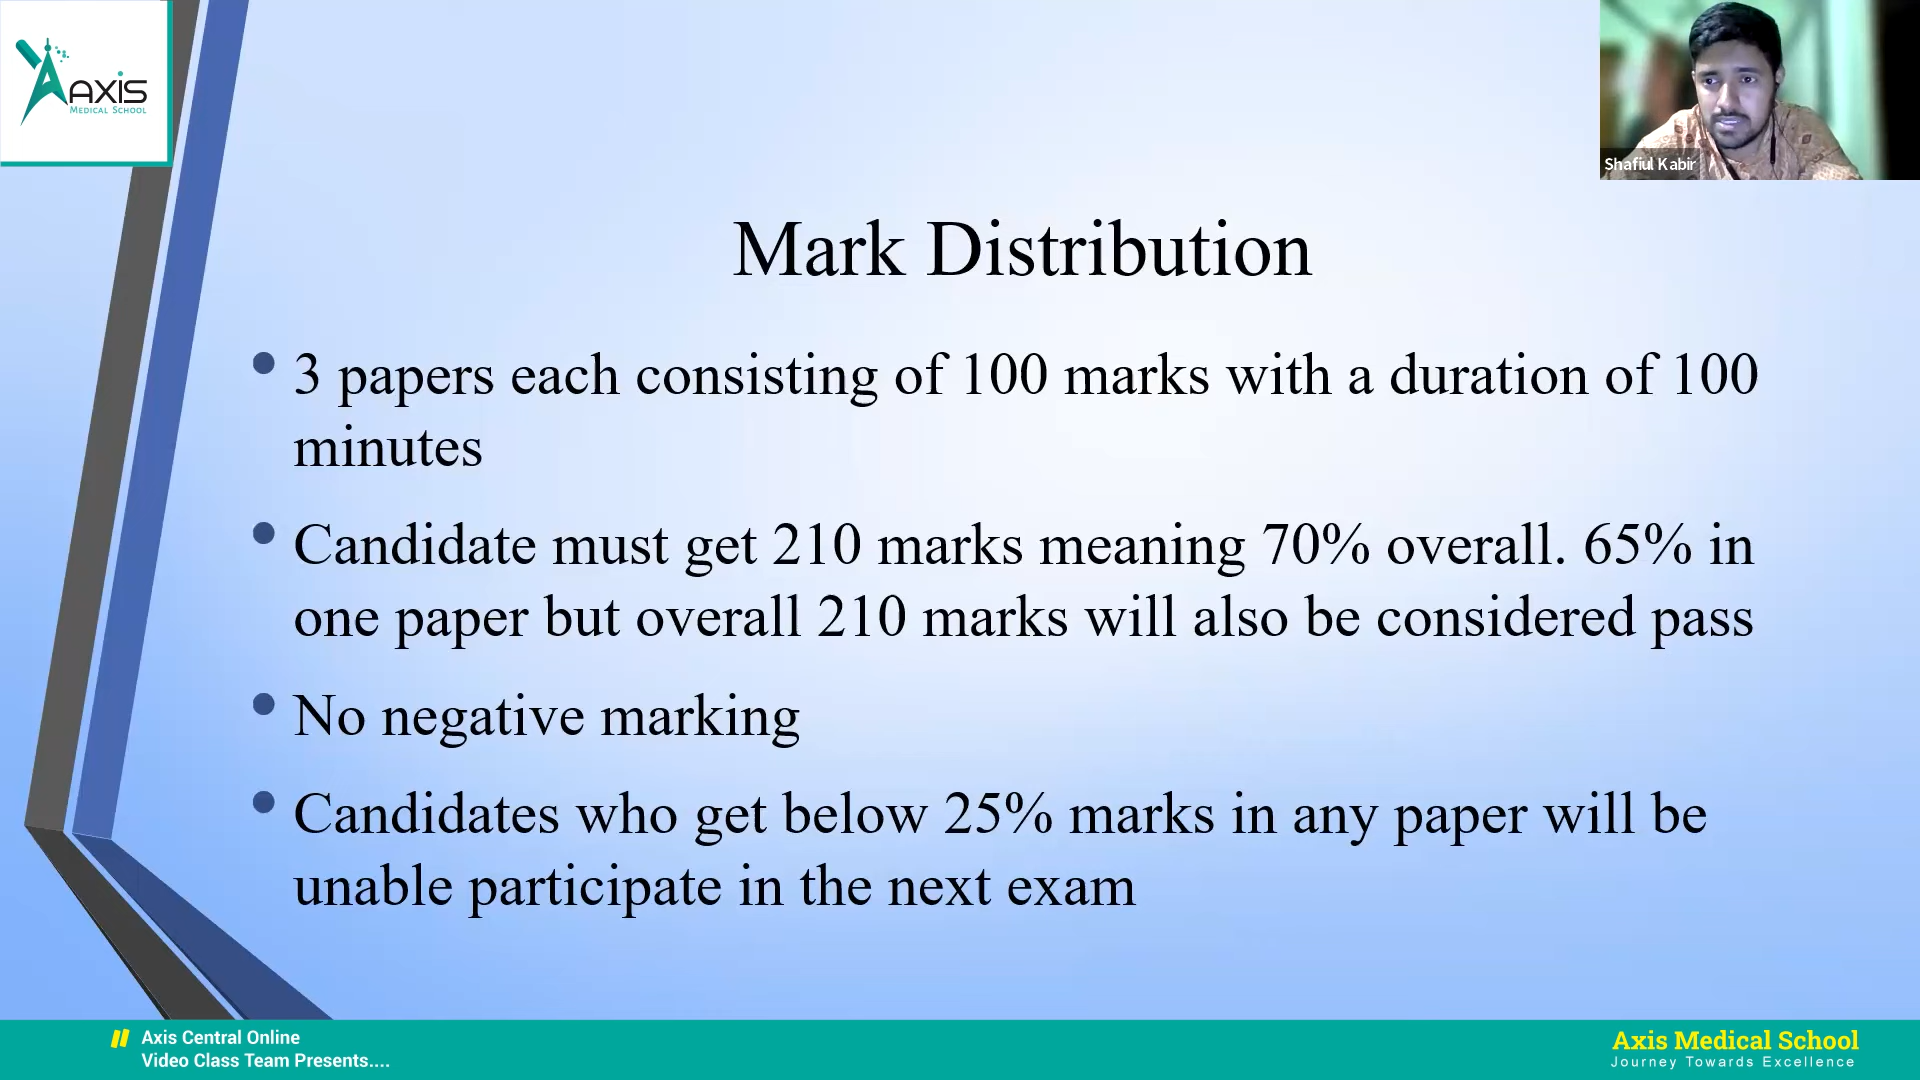 AXIS
MEDICAL SCHOOL
Shafiul Kabir
Mark Distribution
• 3 papers each consisting of 100 marks with a duration of 100
minutes
• Candidate must get 210 marks meaning 70% overall. 65% in
one paper but overall 210 marks will also be considered pass
• No negative marking
• Candidates who get below 25% marks in any paper will be
unable participate in the next exam
Axis Central Online
Video Class Team Presents....
Axis Medical School
Journey Towards Excellence